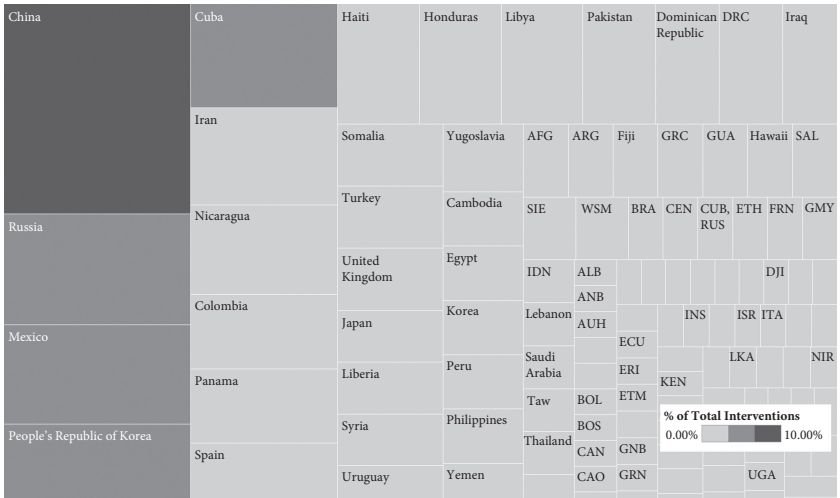 China
Russia
Mexico
People's Republic of Korea
Cuba
Iran
Nicaragua
Colombia
Panama
Spain
Haiti
Honduras
Libya
Pakistan
Dominican
Republic
DRC
Iraq
Somalia
Turkey
United
Kingdom
Japan
Liberia
Syria
Uruguay
Yugoslavia
Cambodia
Egypt
Korea
Peru
Philippines
Yemen
AFG
ARG
Fiji
GRC
GUA
Hawaii
SAL
SIE
WSM
BRA
CEN
CUB,
RUS
ETH
FRN
GMY
IDN
Lebanon
Saudi
Arabia
Taw
Thailand
ALB
ANB
AUH
BOL
BOS
CAN
CAO
ECU
ERI
ETM
GNB
GRN
DJI
INS
ISR
ITA
LKA
NIR
KEN
UGA
% of Total Interventions
0.00%
10.00%